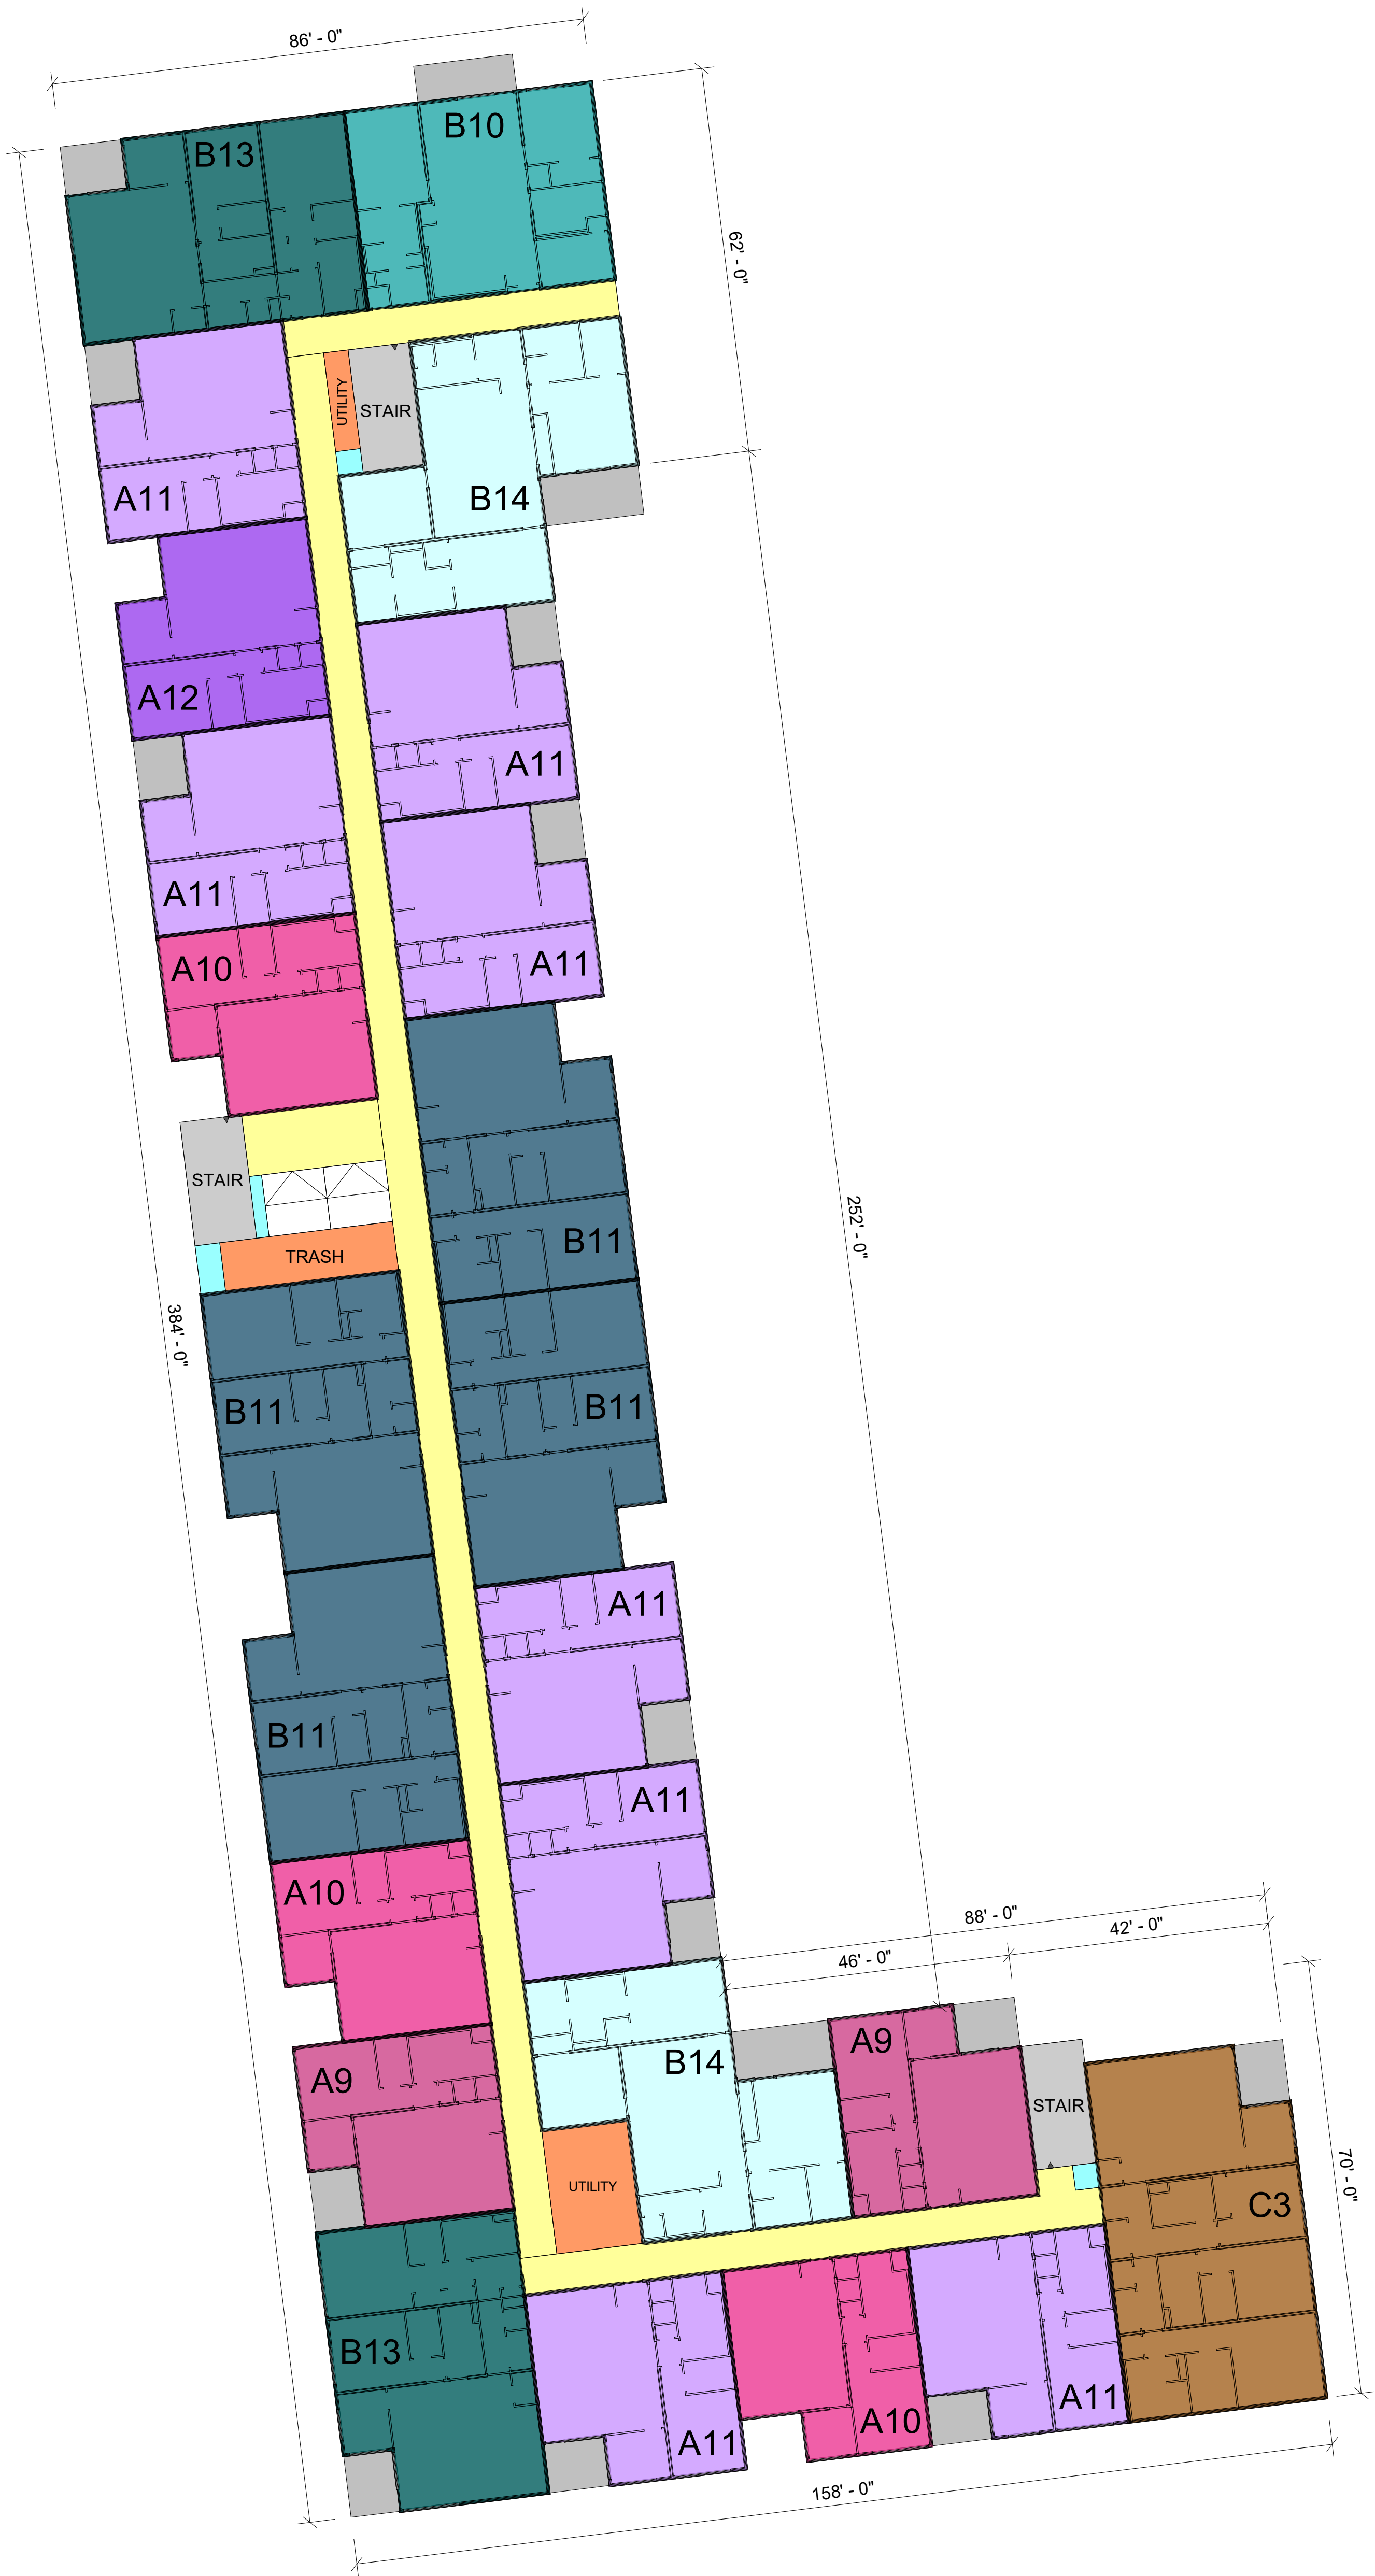 86' - 0"
B10
B13
62' - 0"
UTILITY
STAIR
A11
B14
A12
A11
A11
A11
A10
STAIR
252' - 0"
B11
TRASH
384' - 0"
B11
B11
A11
B11
A11
A10
88' - 0"
42' - 0"
46' - 0"
A9
B14
A9
STAIR
70' - 0"
UTILITY
C3
B13
A11
A10
A11
158' - 0"